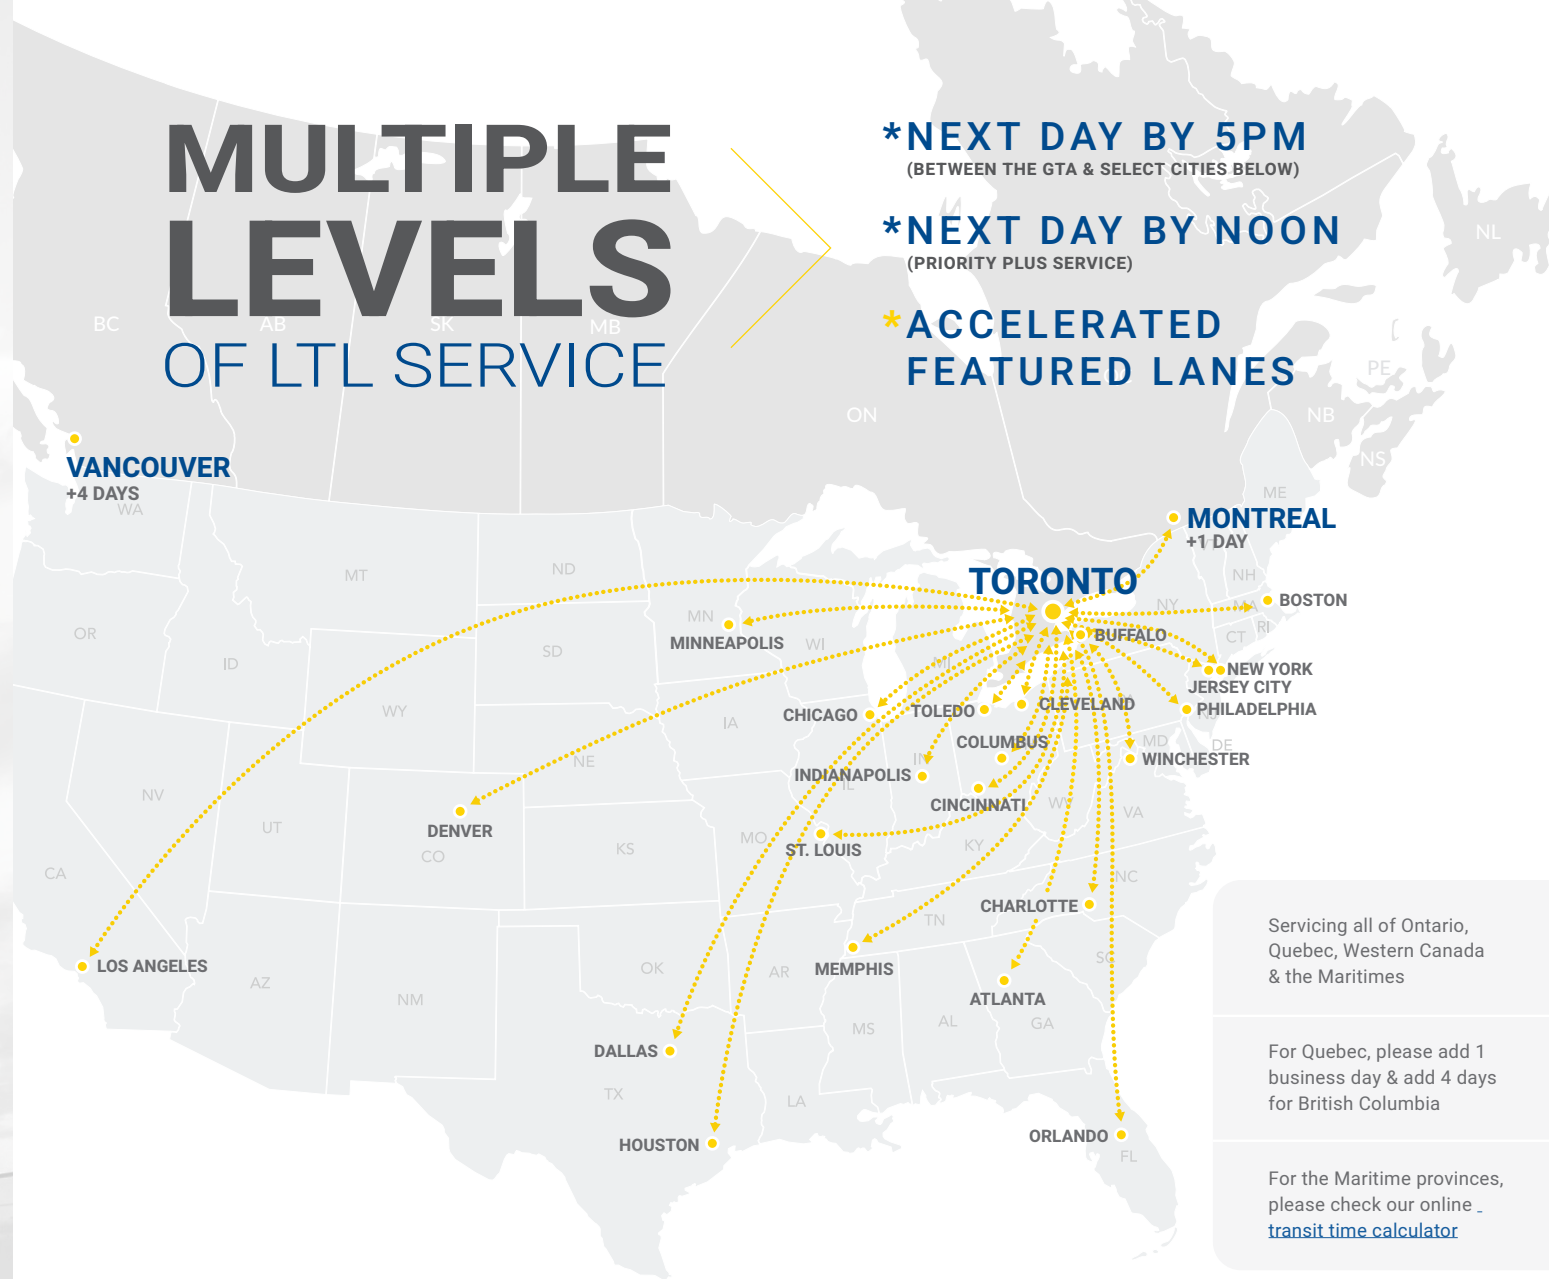 MULTIPLE
LEVELS
OF LTL SERVICE
*NEXT DAY BY 5PM
(BETWEEN THE GTA & SELECT CITIES BELOW)
*NEXT DAY BY NOON
(PRIORITY PLUS SERVICE)
*ACCELERATED
FEATURED LANES
NL
BC
AB
SK
MB
ON
QC
PE
NB
NS
VANCOUVER
+4 DAYS
WA
ME
MONTREAL
+1 DAY
VT
TORONTO
MT
ND
NH
MN
NY
MA
BOSTON
OR
MINNEAPOLIS
WI
BUFFALO
CT
RI
ID
SD
MI
NEW YORK
JERSEY CITY
WY
IA
CHICAGO
TOLEDO
CLEVELAND
PA
PHILADELPHIA
NJ
COLUMBUS
MD
DE
NE
IN
WINCHESTER
INDIANAPOLIS
IL
NV
CINCINNATI
WV
VA
UT
DENVER
CO
KS
MO
ST. LOUIS
KY
CA
NC
CHARLOTTE
TN
LOS ANGELES
OK
AR
MEMPHIS
SC
AZ
NM
ATLANTA
MS
AL
GA
DALLAS
TX
LA
HOUSTON
ORLANDO
FL
Servicing all of Ontario,
Quebec, Western Canada
& the Maritimes
For Quebec, please add 1
business day & add 4 days
for British Columbia
For the Maritime provinces,
please check our online
transit time calculator